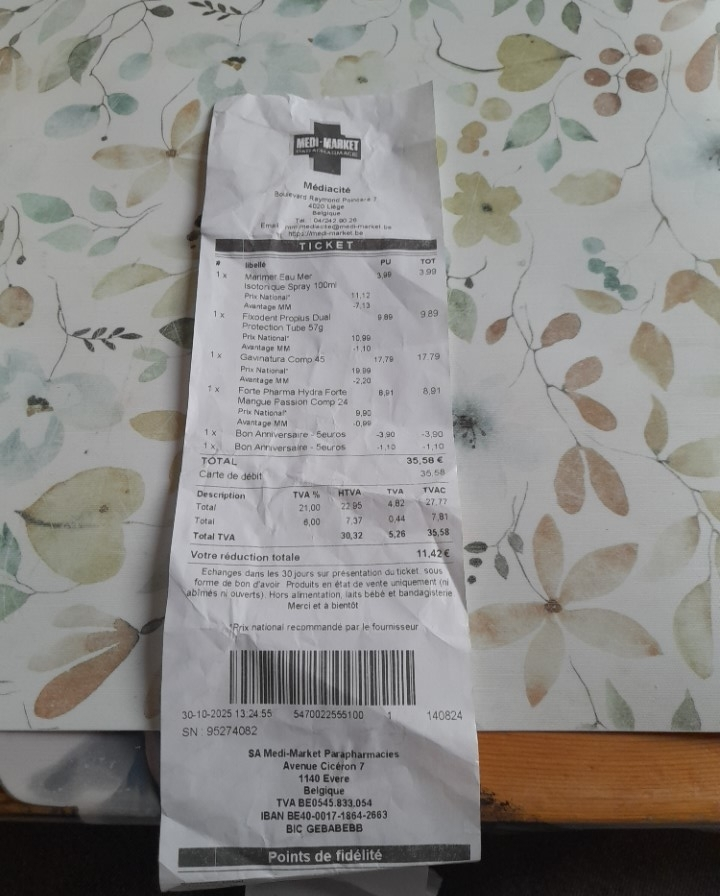 MEDI-MARKET
PARAPHARMACIE
Médiacité
Boulevard Raymond Poincaré 7
4020 Liège
Belgique
https://medi-market.be
TICKET
# libellé PU TOT
1 x Marimer Eau Mer 3,99 3,99
Isotonique Spray 100ml
Prix National* 11,12
Avantage MM -7,13
1 x Fixodent Proplus Dual 9,89 9,89
Protection Tube 57g
Prix National* 10,99
Avantage MM -1,10
1 x Gavinatura Comp 45 17,79 17,79
Prix National* 19,99
Avantage MM -2,20
1 x Forte Pharma Hydra Forte 8,91 8,91
Mangue Passion Comp 24
Prix National* 9,90
Avantage MM -0,99
1 x Bon Anniversaire - 5euros -3,90 -3,90
1 x Bon Anniversaire - 5euros -1,10 -1,10
TOTAL 35,58 €
Carte de débit 35,58
Description TVA % HTVA TVA TVAC
Total 21,00 22,95 4,82 27,77
Total 6,00 7,37 0,44 7,81
Total TVA 30,32 5,26 35,58
Votre réduction totale 11,42 €
Echanges dans les 30 jours sur présentation du ticket, sous
forme de bon d'avoir. Produits en état de vente uniquement (ni
abîmés ni ouverts). Hors alimentation, laits bébé et bandagisterie
Merci et à bientôt
*Prix national recommandé par le fournisseur
30-10-2025 13:24:55 5470022555100 1 140824
SN : 95274082
SA Medi-Market Parapharmacies
Avenue Cicéron 7
1140 Evere
Belgique
TVA BE0545.833.054
IBAN BE40-0017-1864-2663
BIC GEBABEBB
Points de fidélité